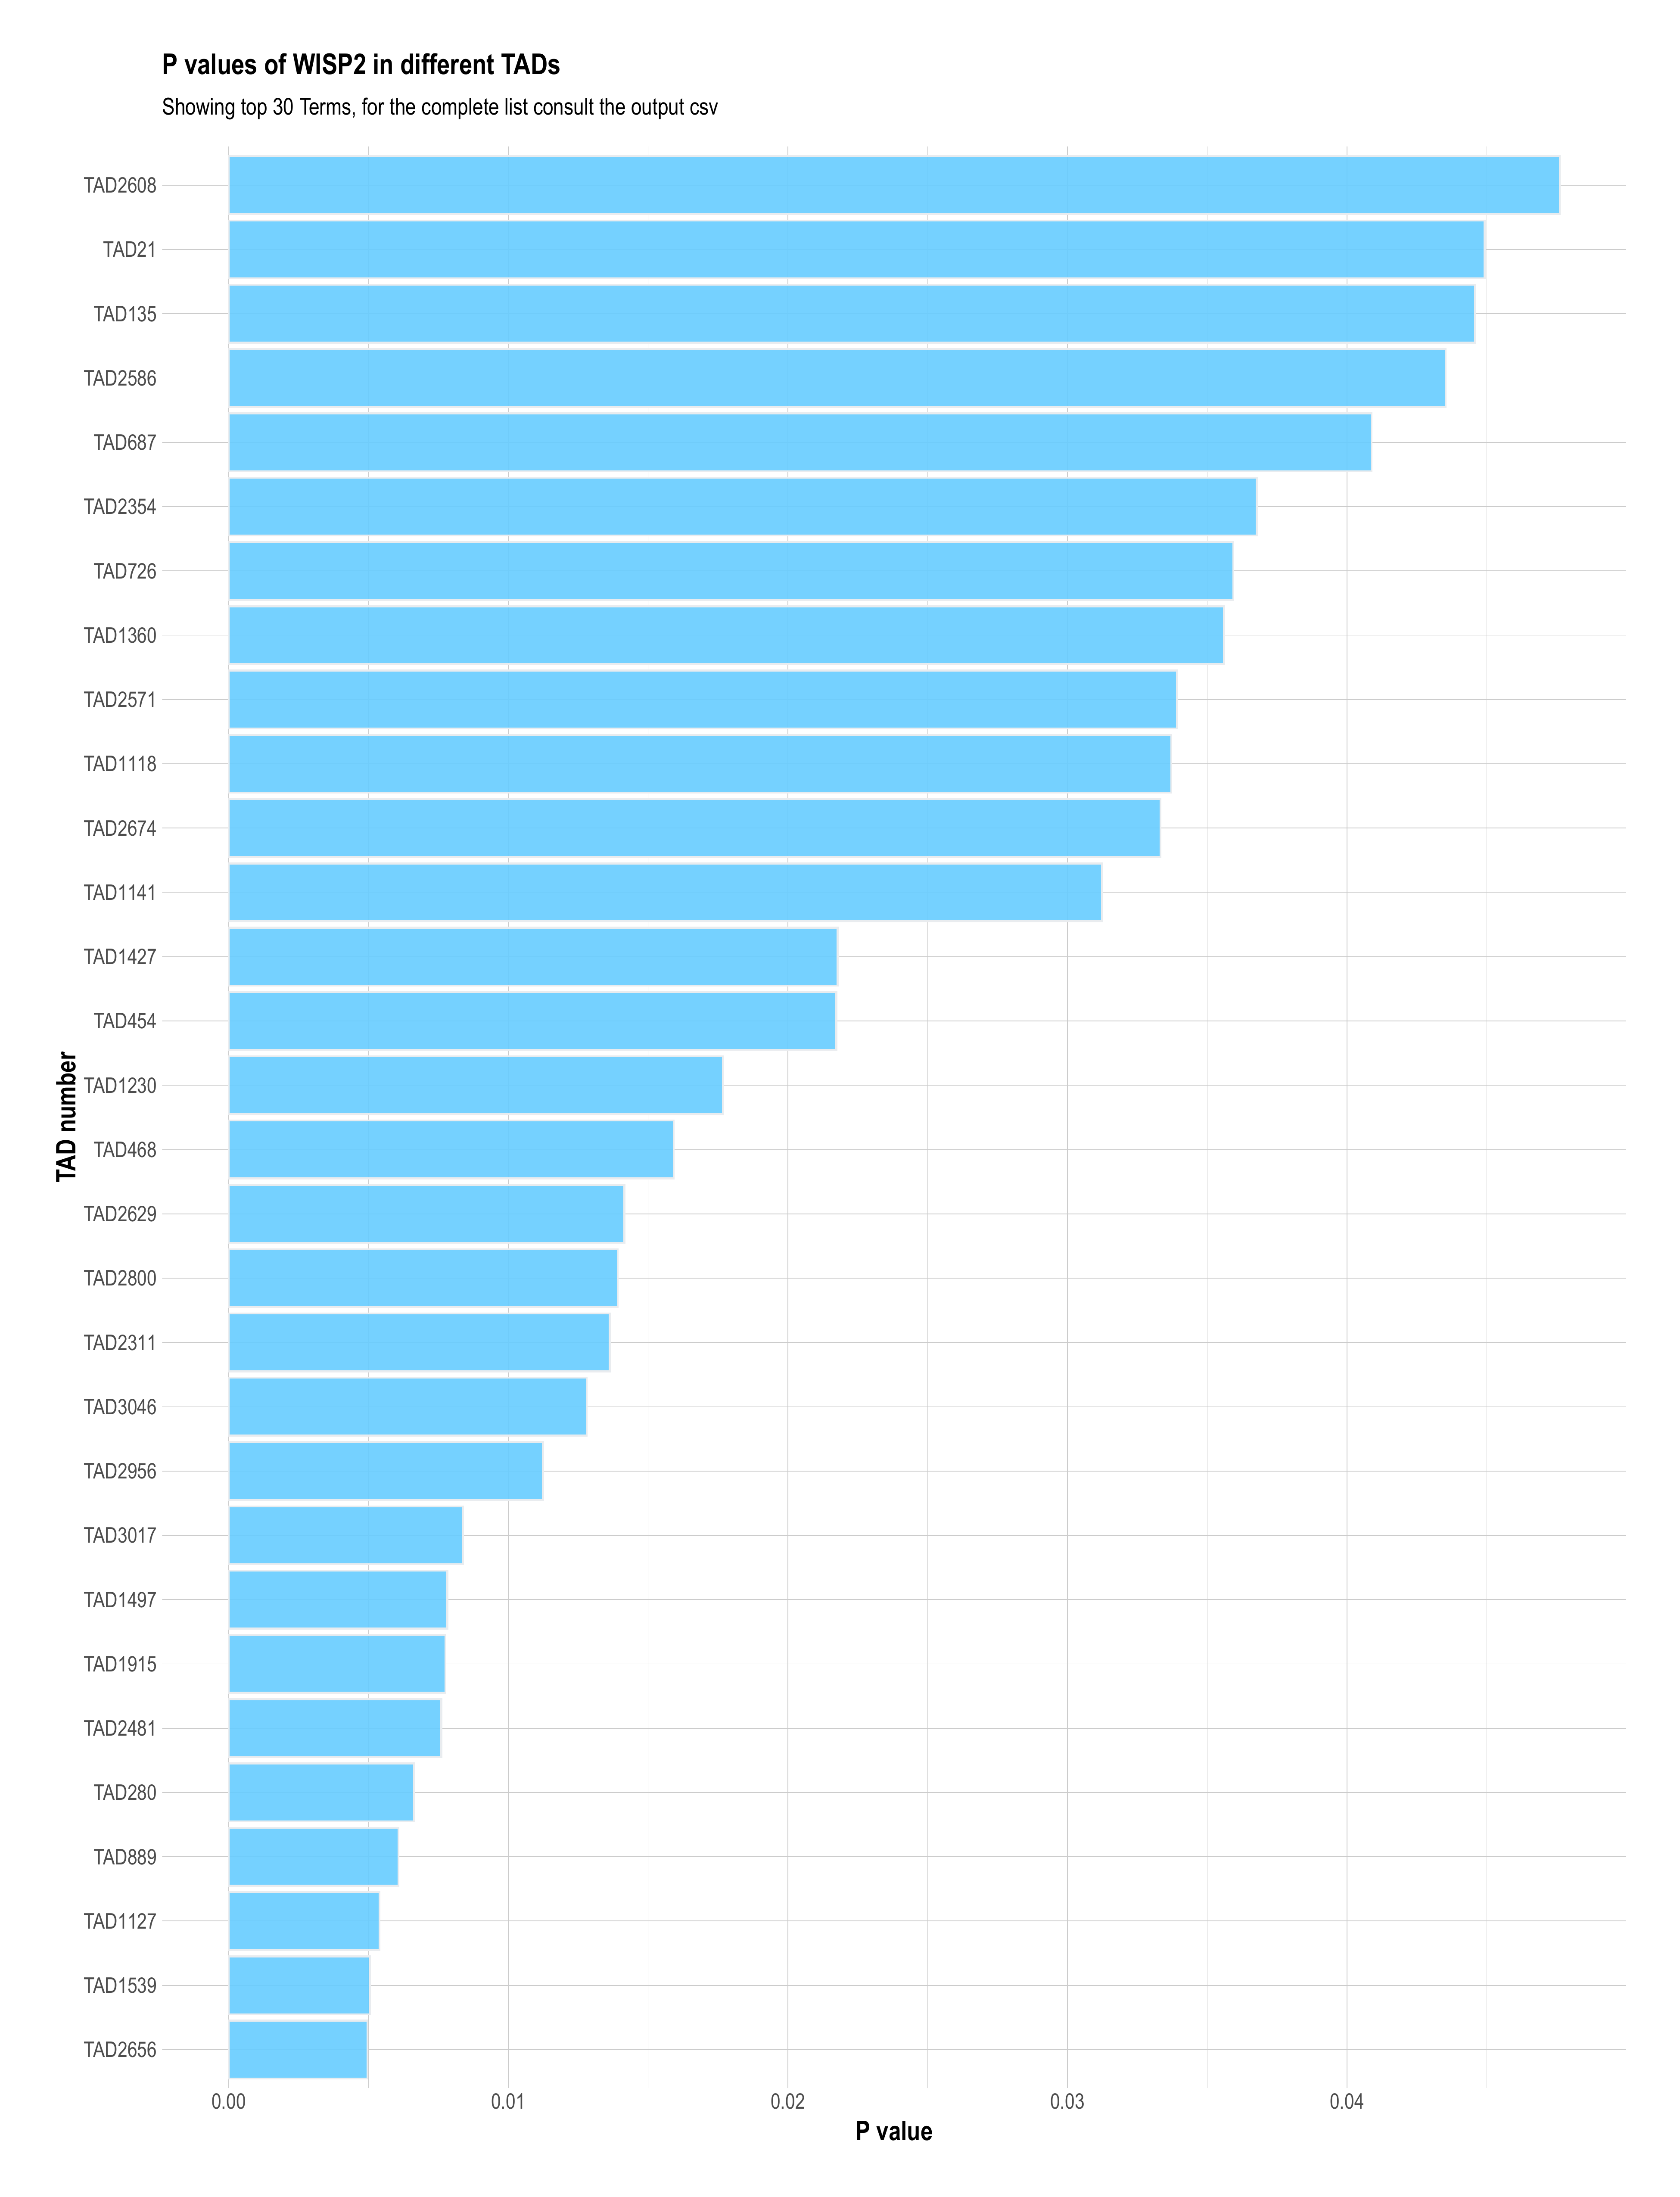 P values of WISP2 in different TADs
Showing top 30 Terms, for the complete list consult the output csv
TAD2608
TAD21
TAD135
TAD2586
TAD687
TAD2354
TAD726
TAD1360
TAD2571
TAD1118
TAD2674
TAD1141
TAD1427
TAD454
TAD1230
TAD468
TAD2629
TAD2800
TAD2311
TAD3046
TAD2956
TAD3017
TAD1497
TAD1915
TAD2481
TAD280
TAD889
TAD1127
TAD1539
TAD2656
TAD number
0.00 0.01 0.02 0.03 0.04
P value